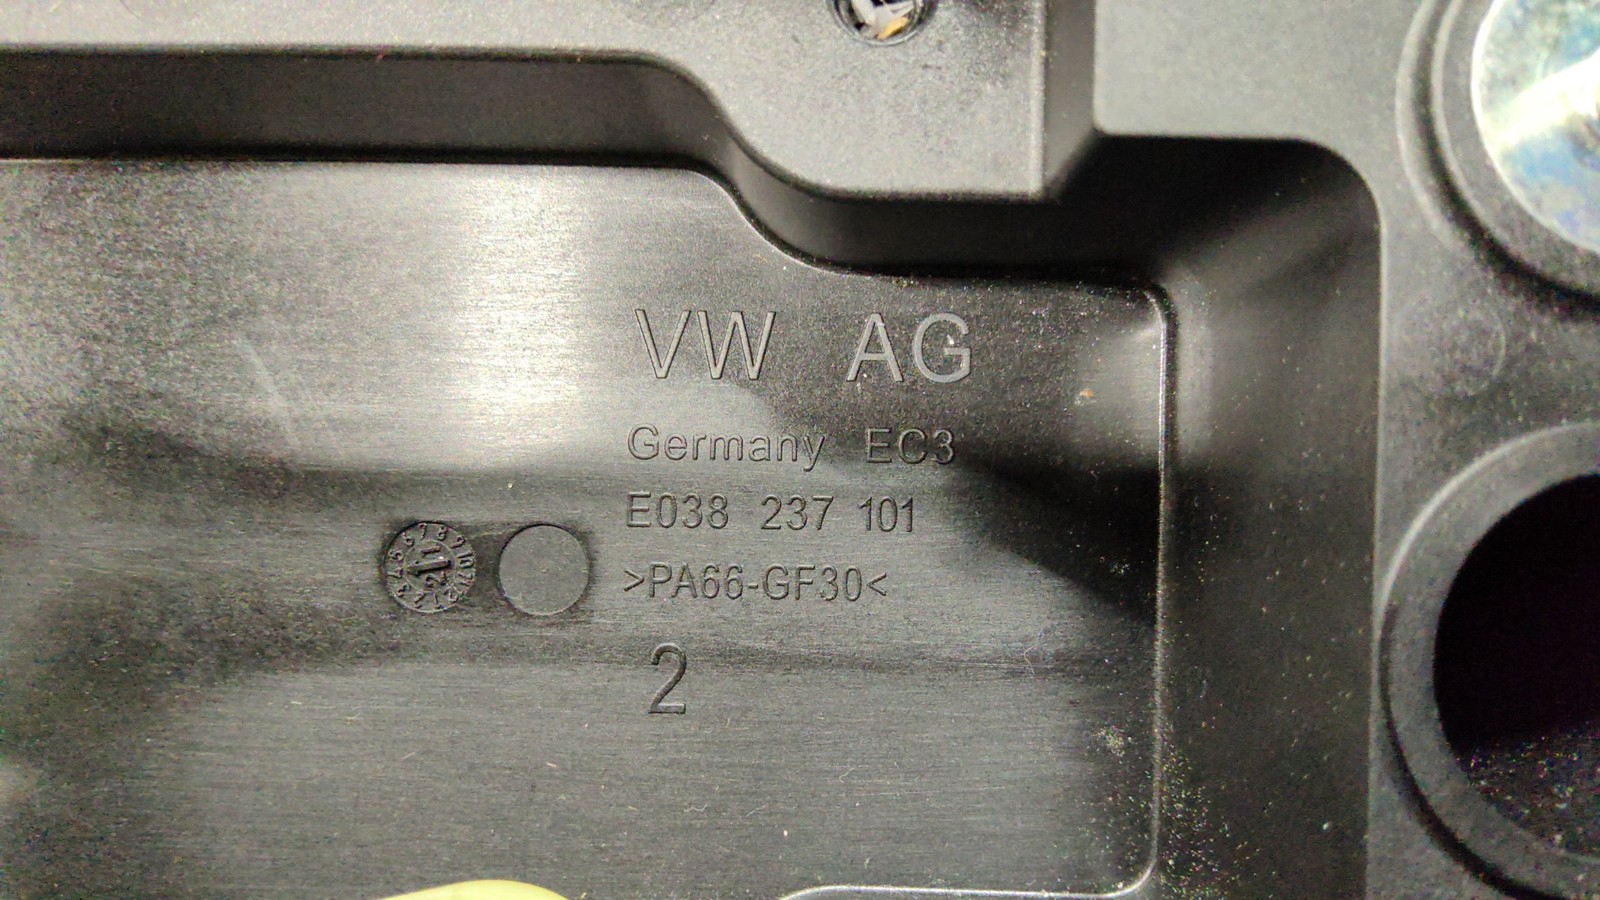 VW AG
Germany EC3
E038 237 101
>PA66-GF30<
2